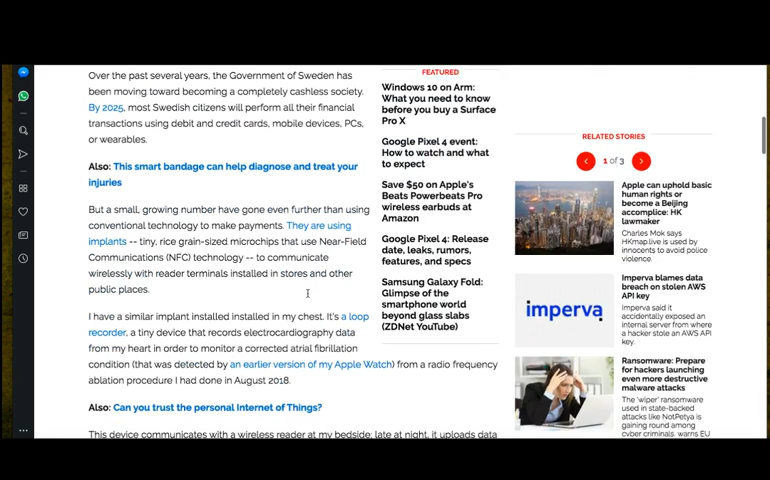 Over the past several years, the Government of Sweden has
been moving toward becoming a completely cashless society.
By 2025, most Swedish citizens will perform all their financial
transactions using debit and credit cards, mobile devices, PCs,
or wearables.
Also: This smart bandage can help diagnose and treat your
injuries
But a small, growing number have gone even further than using
conventional technology to make payments. They are using
implants -- tiny, rice grain-sized microchips that use Near-Field
Communications (NFC) technology -- to communicate
wirelessly with reader terminals installed in stores and other
public places.
I have a similar implant installed installed in my chest. It's a loop
recorder, a tiny device that records electrocardiography data
from my heart in order to monitor a corrected atrial fibrillation
condition (that was detected by an earlier version of my Apple Watch) from a radio frequency
ablation procedure I had done in August 2018.
Also: Can you trust the personal Internet of Things?
This device communicates with a wireless reader at my bedside; late at night, it uploads data
FEATURED
Windows 10 on Arm:
What you need to know
before you buy a Surface
Pro X
Google Pixel 4 event:
How to watch and what
to expect
Save $50 on Apple's
Beats Powerbeats Pro
wireless earbuds at
Amazon
Google Pixel 4: Release
date, leaks, rumors,
features, and specs
Samsung Galaxy Fold:
Glimpse of the
smartphone world
beyond glass slabs
(ZDNet YouTube)
RELATED STORIES
1 of 3
Apple can uphold basic
human rights or
become a Beijing
accomplice: HK
lawmaker
Charles Mok says
HKmap.live is used by
innocents to avoid police
violence.
imperva
Imperva blames data
breach on stolen AWS
API key
Imperva said it
accidentally exposed an
internal server from where
a hacker stole an AWS API
key.
Ransomware: Prepare
for hackers launching
even more destructive
malware attacks
The 'wiper' ransomware
used in state-backed
attacks like NotPetya is
gaining ground among
cyber criminals, warns EU